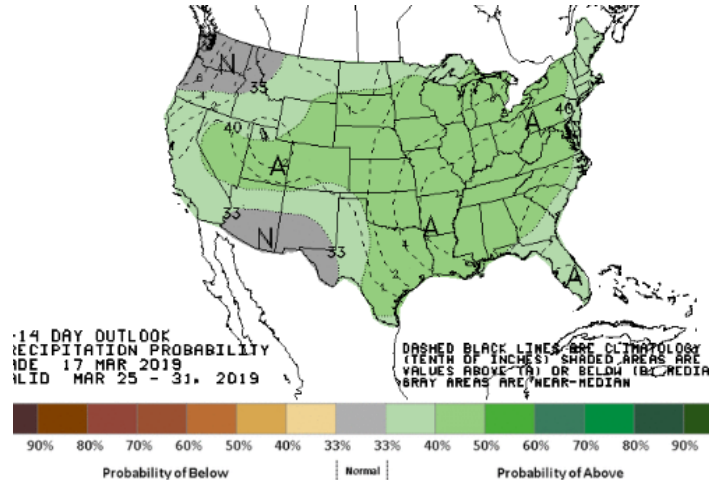 N
35
40
A
40
A
33
N
33
A
A
-14 DAY OUTLOOK
RECIPITATION PROBABILITY
ADE 17 MAR 2019
ALID MAR 25 - 31, 2019
DASHED BLACK LINES ARE CLIMATOLOGY
(TENTH OF INCHES) SHADED AREAS ARE
VALUES ABOVE (A) OR BELOW (B) MEDIA
GRAY AREAS ARE NEAR-MEDIAN
90% 80% 70% 60% 50% 40% 33% 33% 40% 50% 60% 70% 80% 90%
Probability of Below Normal Probability of Above